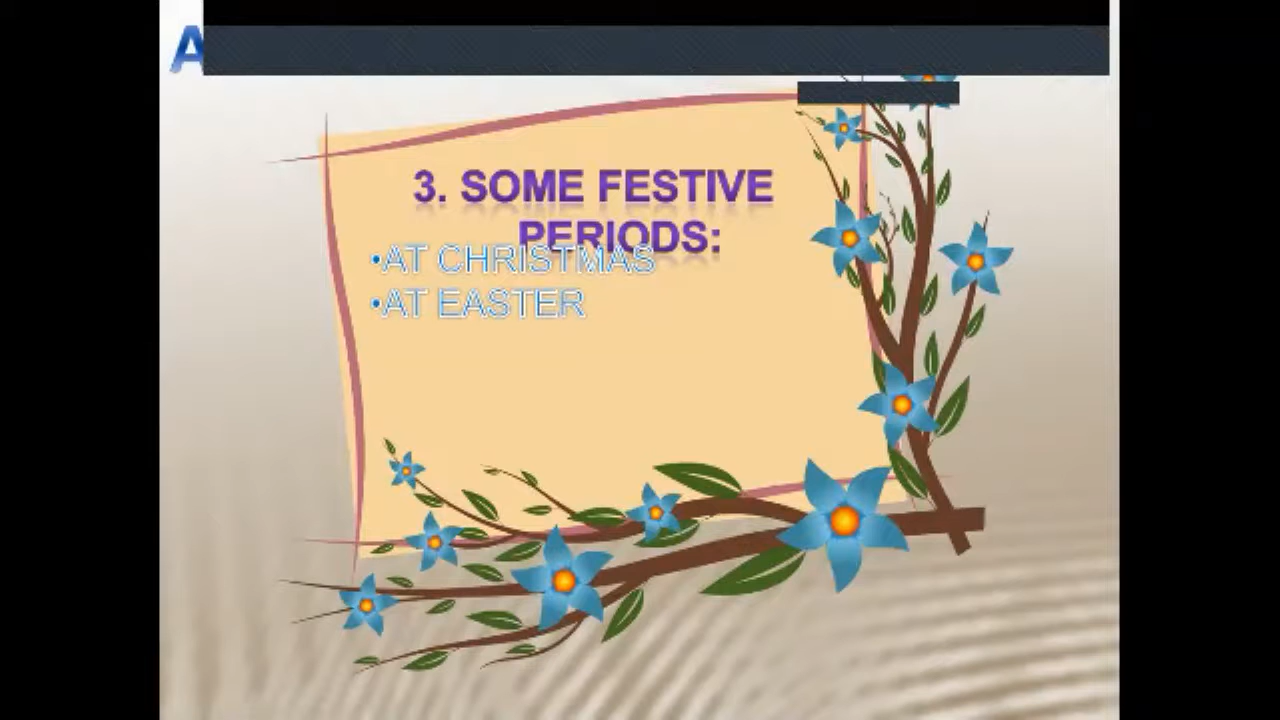 A
3. SOME FESTIVE
PERIODS:
•AT CHRISTMAS
•AT EASTER